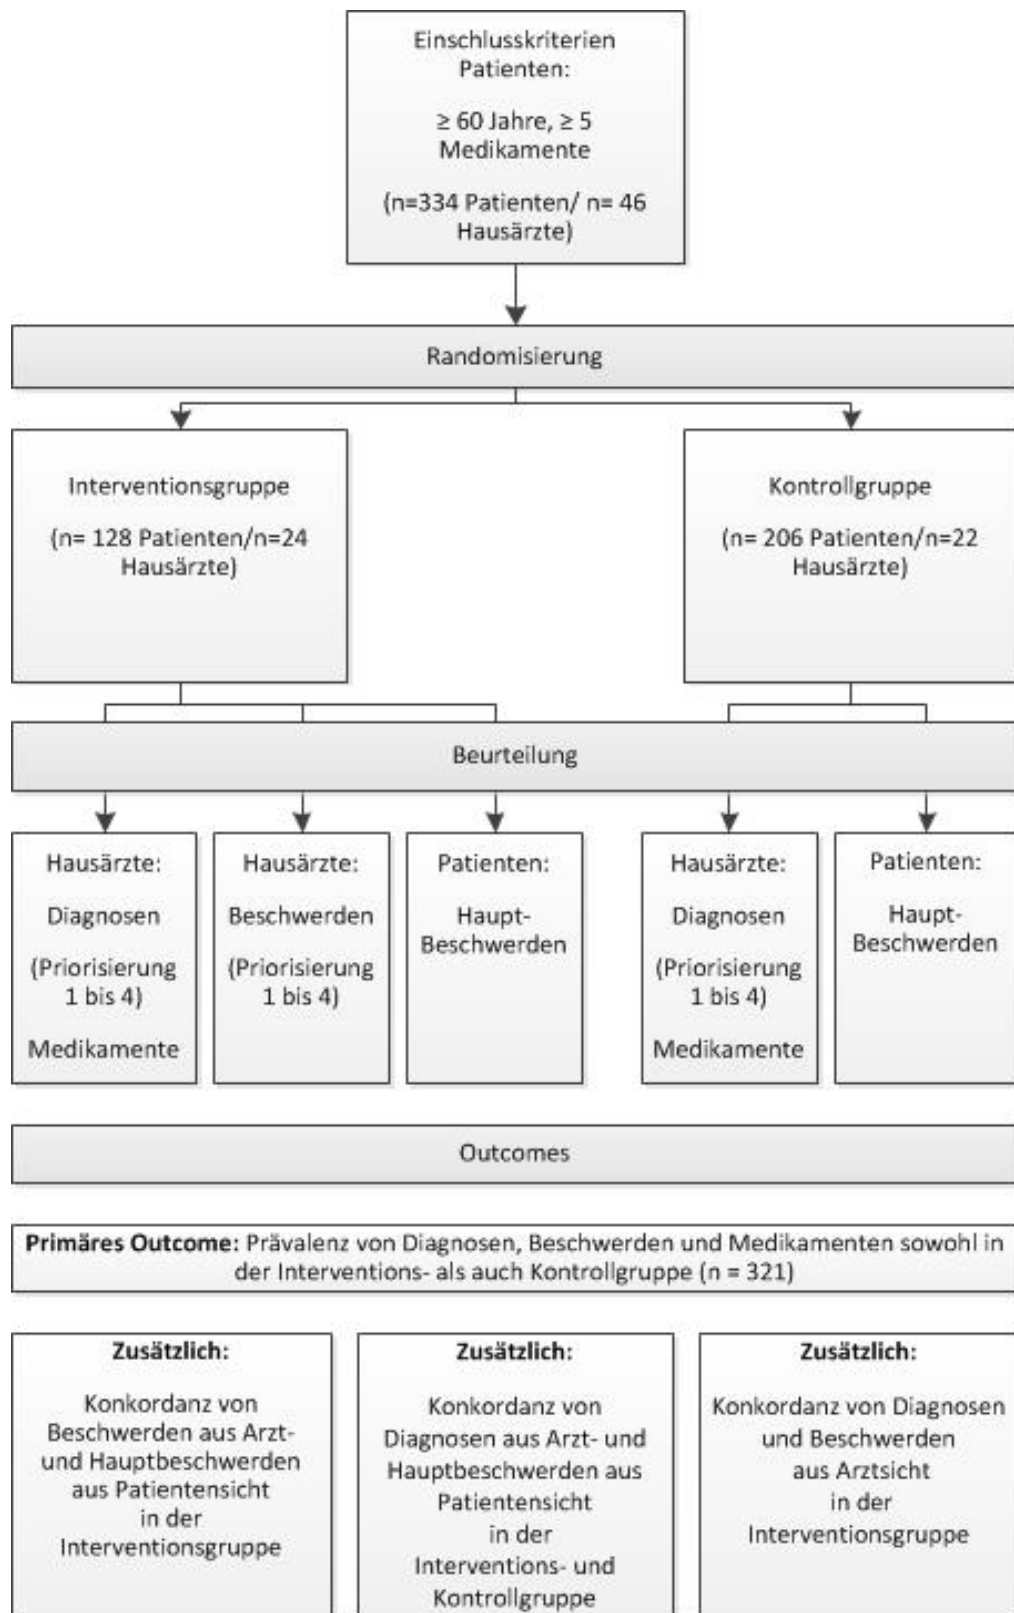 Einschlusskriterien
Patienten:
≥ 60 Jahre, ≥ 5
Medikamente
(n=334 Patienten/ n= 46
Hausärzte)
Randomisierung
Interventionsgruppe
(n= 128 Patienten/n=24
Hausärzte)
Kontrollgruppe
(n= 206 Patienten/n=22
Hausärzte)
Beurteilung
Hausärzte:
Diagnosen
(Priorisierung
1 bis 4)
Medikamente
Hausärzte:
Beschwerden
(Priorisierung
1 bis 4)
Patienten:
Haupt-
Beschwerden
Hausärzte:
Diagnosen
(Priorisierung
1 bis 4)
Medikamente
Patienten:
Haupt-
Beschwerden
Outcomes
Primäres Outcome: Prävalenz von Diagnosen, Beschwerden und Medikamenten sowohl in
der Interventions- als auch Kontrollgruppe (n = 321)
Zusätzlich:
Konkordanz von
Beschwerden aus Arzt-
und Hauptbeschwerden
aus Patientensicht
in der
Interventionsgruppe
Zusätzlich:
Konkordanz von
Diagnosen aus Arzt- und
Hauptbeschwerden aus
Patientensicht
in der
Interventions- und
Kontrollgruppe
Zusätzlich:
Konkordanz von Diagnosen
und Beschwerden
aus Arztsicht
in der
Interventionsgruppe